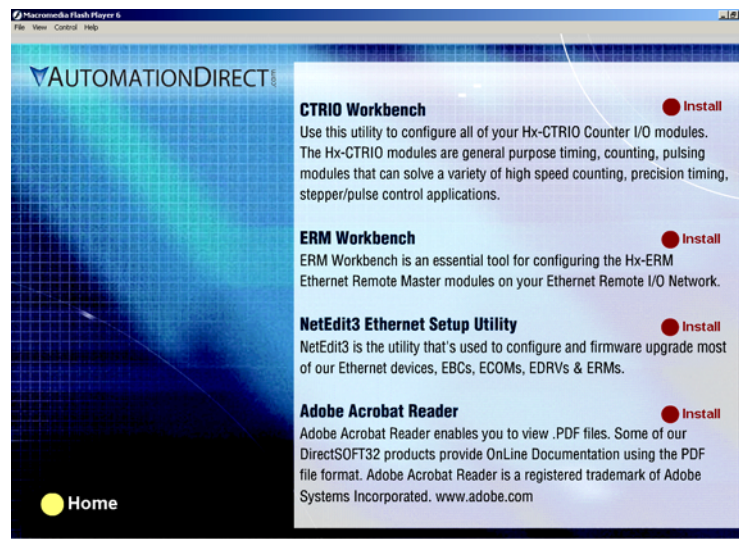 Macromedia Flash Player 6
File View Control Help
AUTOMATIONDIRECT.com
CTRIO Workbench
Install
Use this utility to configure all of your Hx-CTRIO Counter I/O modules.
The Hx-CTRIO modules are general purpose timing, counting, pulsing
modules that can solve a variety of high speed counting, precision timing,
stepper/pulse control applications.
ERM Workbench
Install
ERM Workbench is an essential tool for configuring the Hx-ERM
Ethernet Remote Master modules on your Ethernet Remote I/O Network.
NetEdit3 Ethernet Setup Utility
Install
NetEdit3 is the utility that's used to configure and firmware upgrade most
of our Ethernet devices, EBCs, ECOMs, EDRVs & ERMs.
Adobe Acrobat Reader
Install
Adobe Acrobat Reader enables you to view .PDF files. Some of our
DirectSOFT32 products provide OnLine Documentation using the PDF
file format. Adobe Acrobat Reader is a registered trademark of Adobe
Systems Incorporated. www.adobe.com
Home